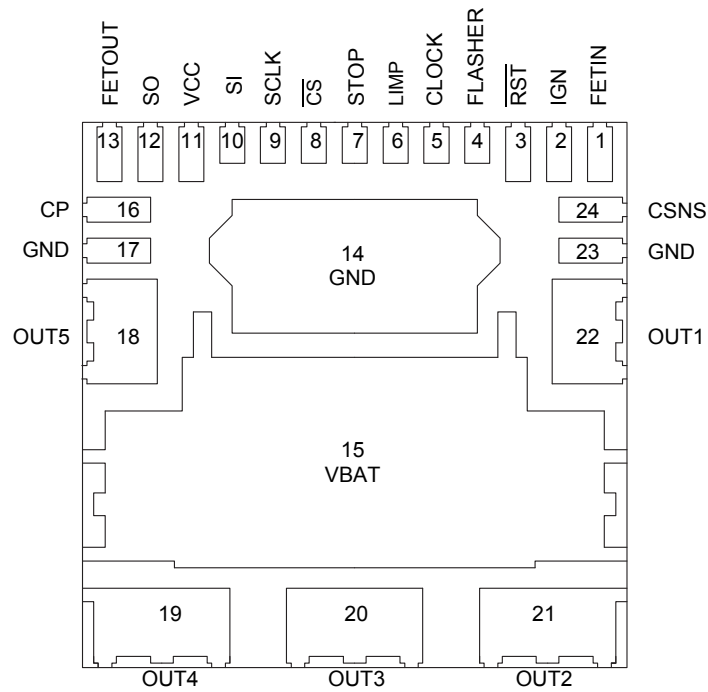 FETOUT
SO
VCC
SI
SCLK
C̅S̅
STOP
LIMP
CLOCK
FLASHER
R̅S̅T̅
IGN
FETIN
13
12
11
10
9
8
7
6
5
4
3
2
1
CP
16
24
CSNS
GND
17
14
GND
23
GND
OUT5
18
22
OUT1
15
VBAT
19
20
21
OUT4
OUT3
OUT2